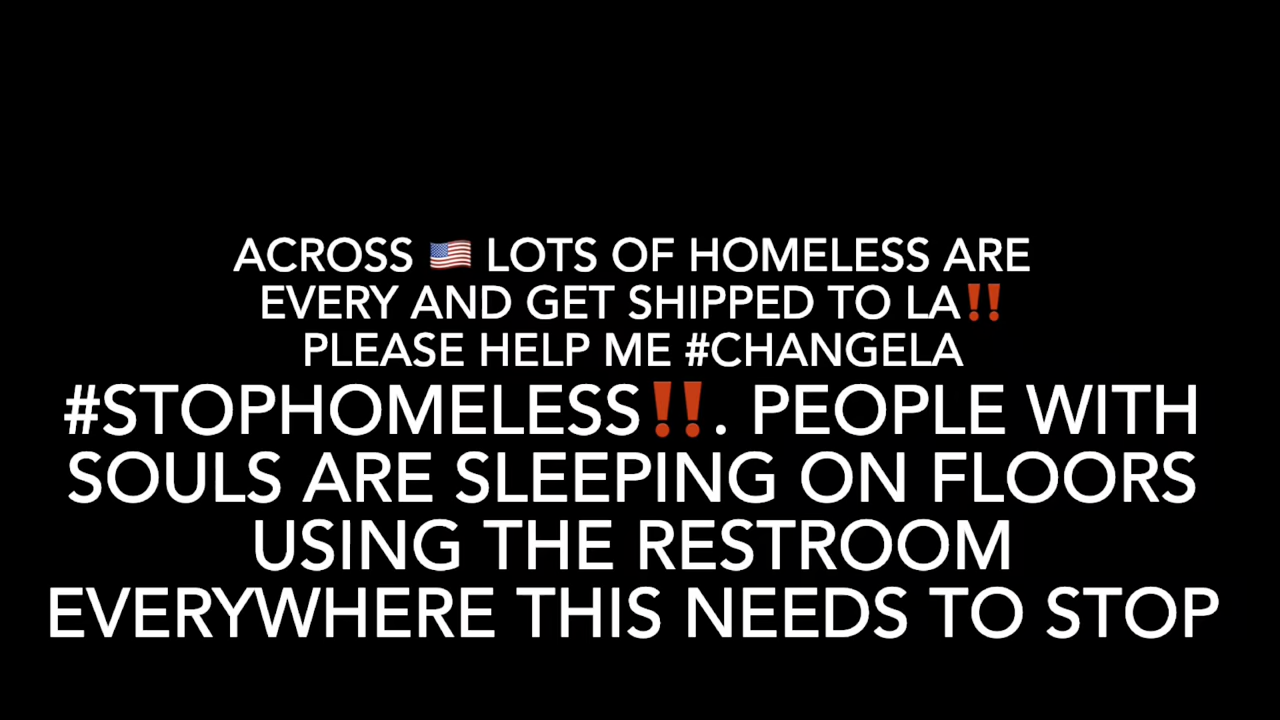 ACROSS 🇺🇸 LOTS OF HOMELESS ARE
EVERY AND GET SHIPPED TO LA‼️
PLEASE HELP ME #CHANGELA
#STOPHOMELESS‼️. PEOPLE WITH
SOULS ARE SLEEPING ON FLOORS
USING THE RESTROOM
EVERYWHERE THIS NEEDS TO STOP